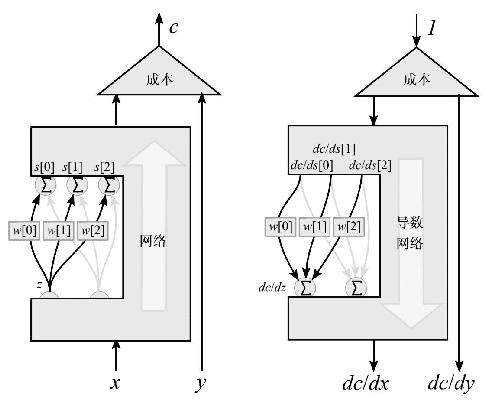 c
成本
s[0] s[1] s[2]
Σ Σ Σ
w[0] w[1] w[2]
网络
z
x y
1
成本
dc/ds[1]
dc/ds[0] dc/ds[2]
w[0] w[1] w[2]
导数
网络
dc/dz Σ Σ
dc/dx dc/dy